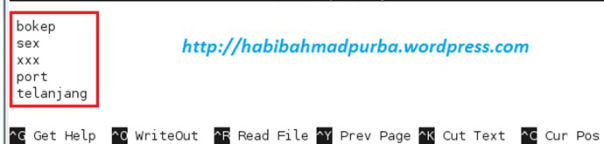 bokep
sex
http://habibahmadpurba.wordpress.com
xxx
port
telanjang
^G Get Help ^O WriteOut ^R Read File ^Y Prev Page ^K Cut Text ^C Cur Pos